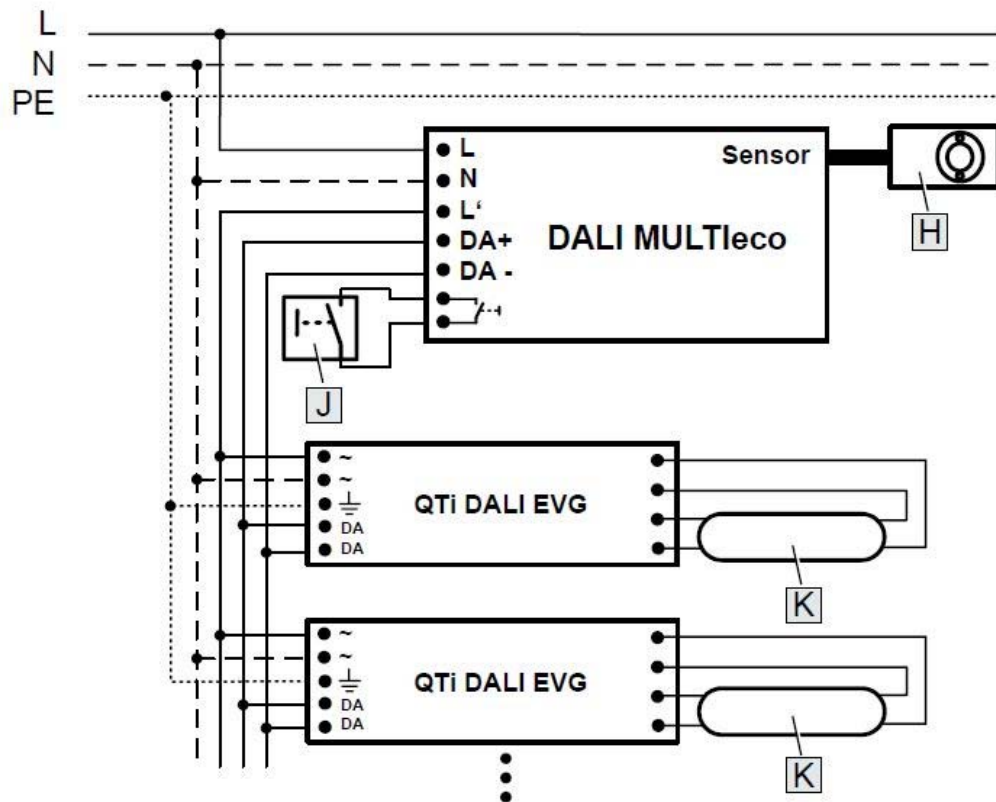 L
N
PE
L
N
L‘
DA+
DA -
Sensor
DALI MULTIeco
H
J
~
~
DA
DA
QTi DALI EVG
K
~
~
DA
DA
QTi DALI EVG
K